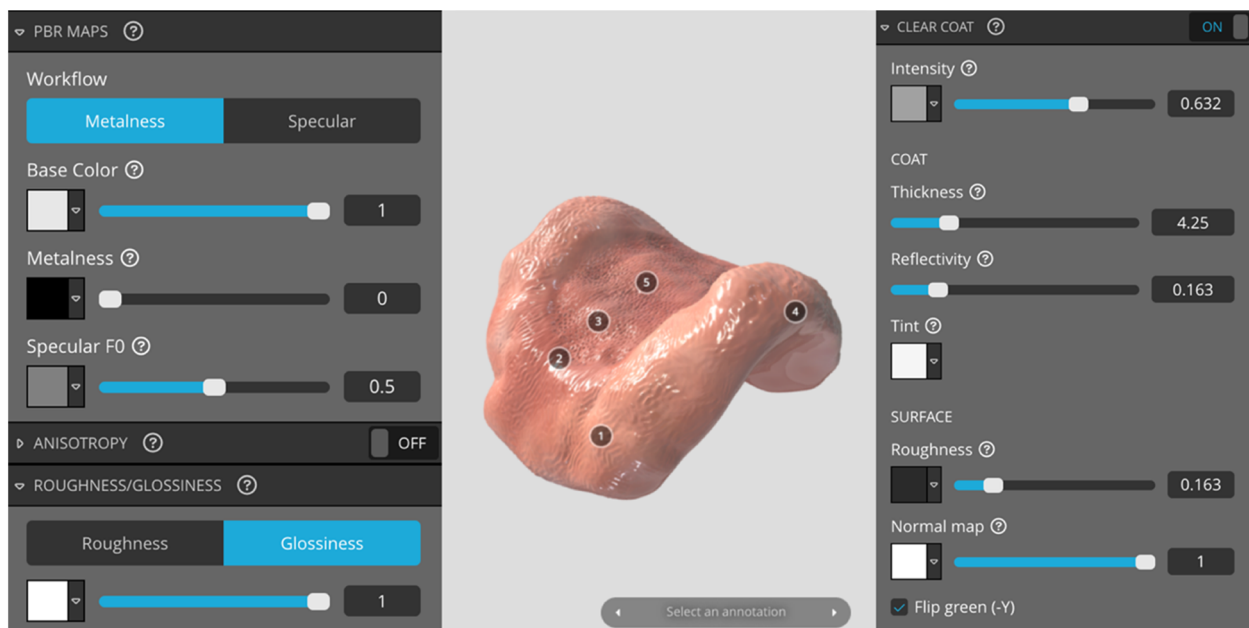 PBR MAPS ?
Workflow
Metalness Specular
Base Color ?
1
Metalness ?
0
Specular F0 ?
0.5
ANISOTROPY ? OFF
ROUGHNESS/GLOSSINESS ?
Roughness Glossiness
1
5
3
4
2
1
Select an annotation
CLEAR COAT ? ON
Intensity ?
0.632
COAT
Thickness ?
4.25
Reflectivity ?
0.163
Tint ?
SURFACE
Roughness ?
0.163
Normal map ?
1
Flip green (-Y)